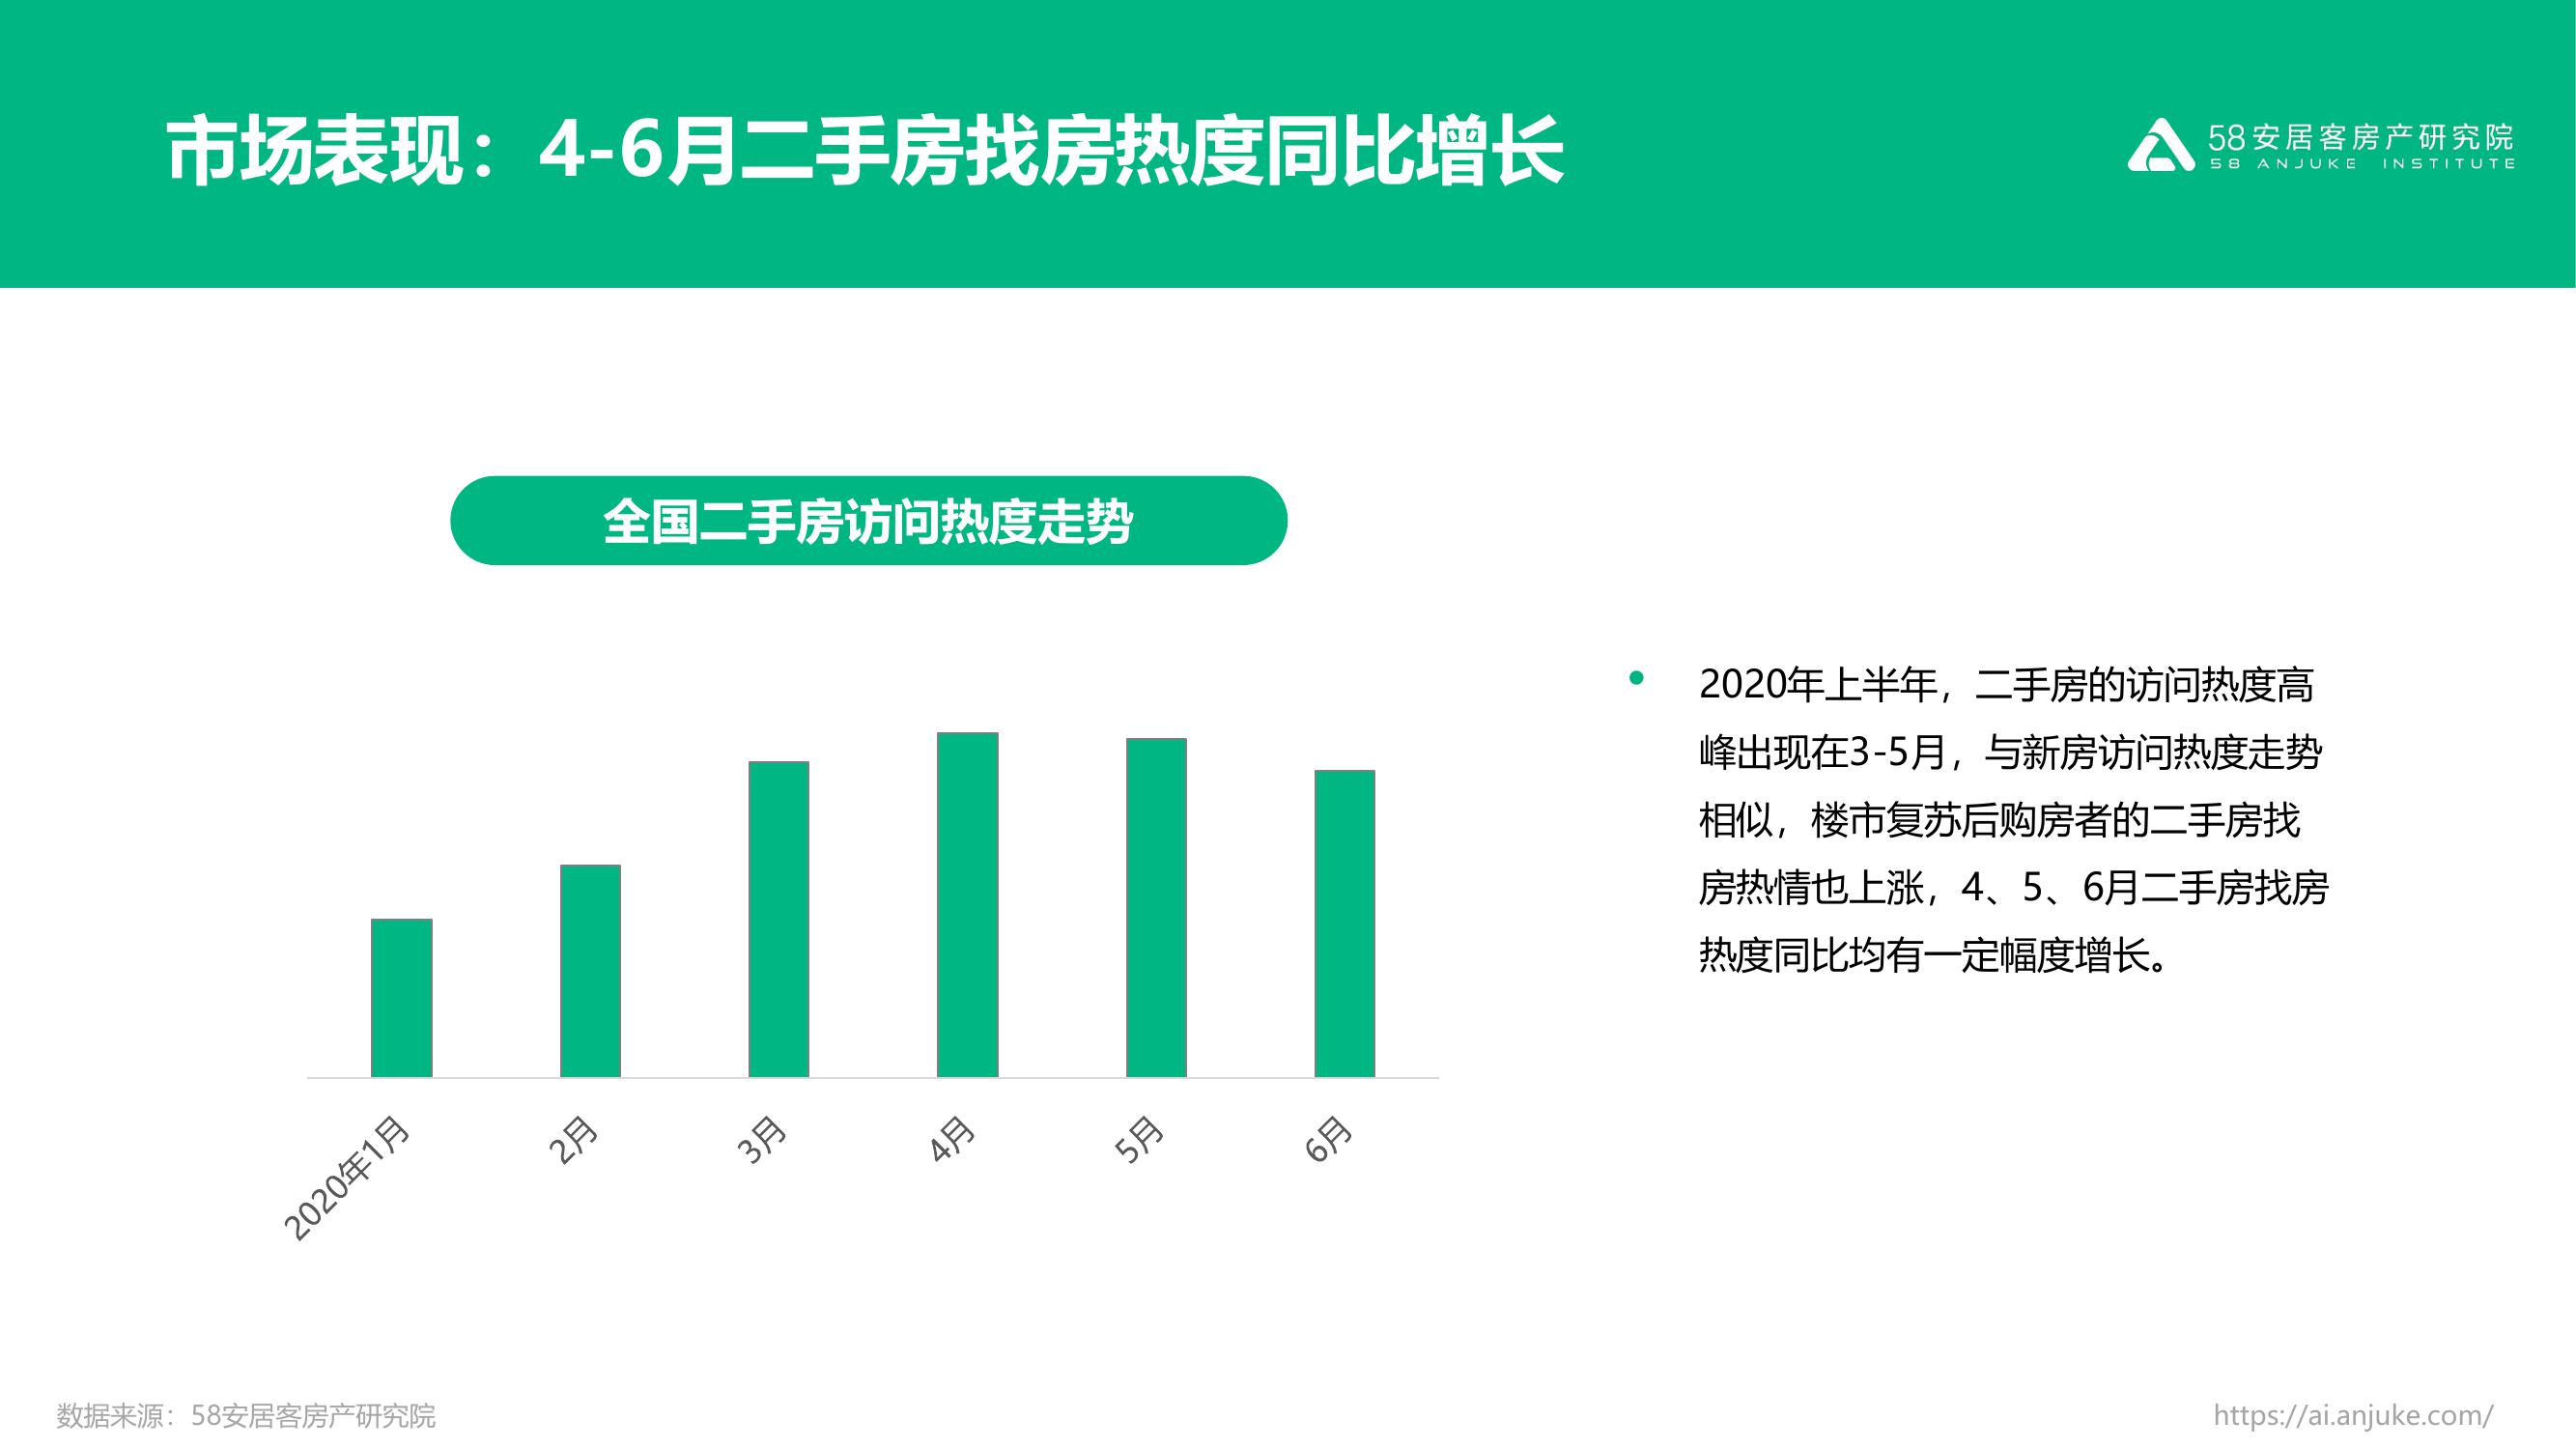 市场表现：4-6月二手房找房热度同比增长
58安居客房产研究院
58 ANJUKE INSTITUTE
全国二手房访问热度走势
2020年1月
2月
3月
4月
5月
6月
• 2020年上半年，二手房的访问热度高
峰出现在3-5月，与新房访问热度走势
相似，楼市复苏后购房者的二手房找
房热情也上涨，4、5、6月二手房找房
热度同比均有一定幅度增长。
数据来源：58安居客房产研究院
https://ai.anjuke.com/